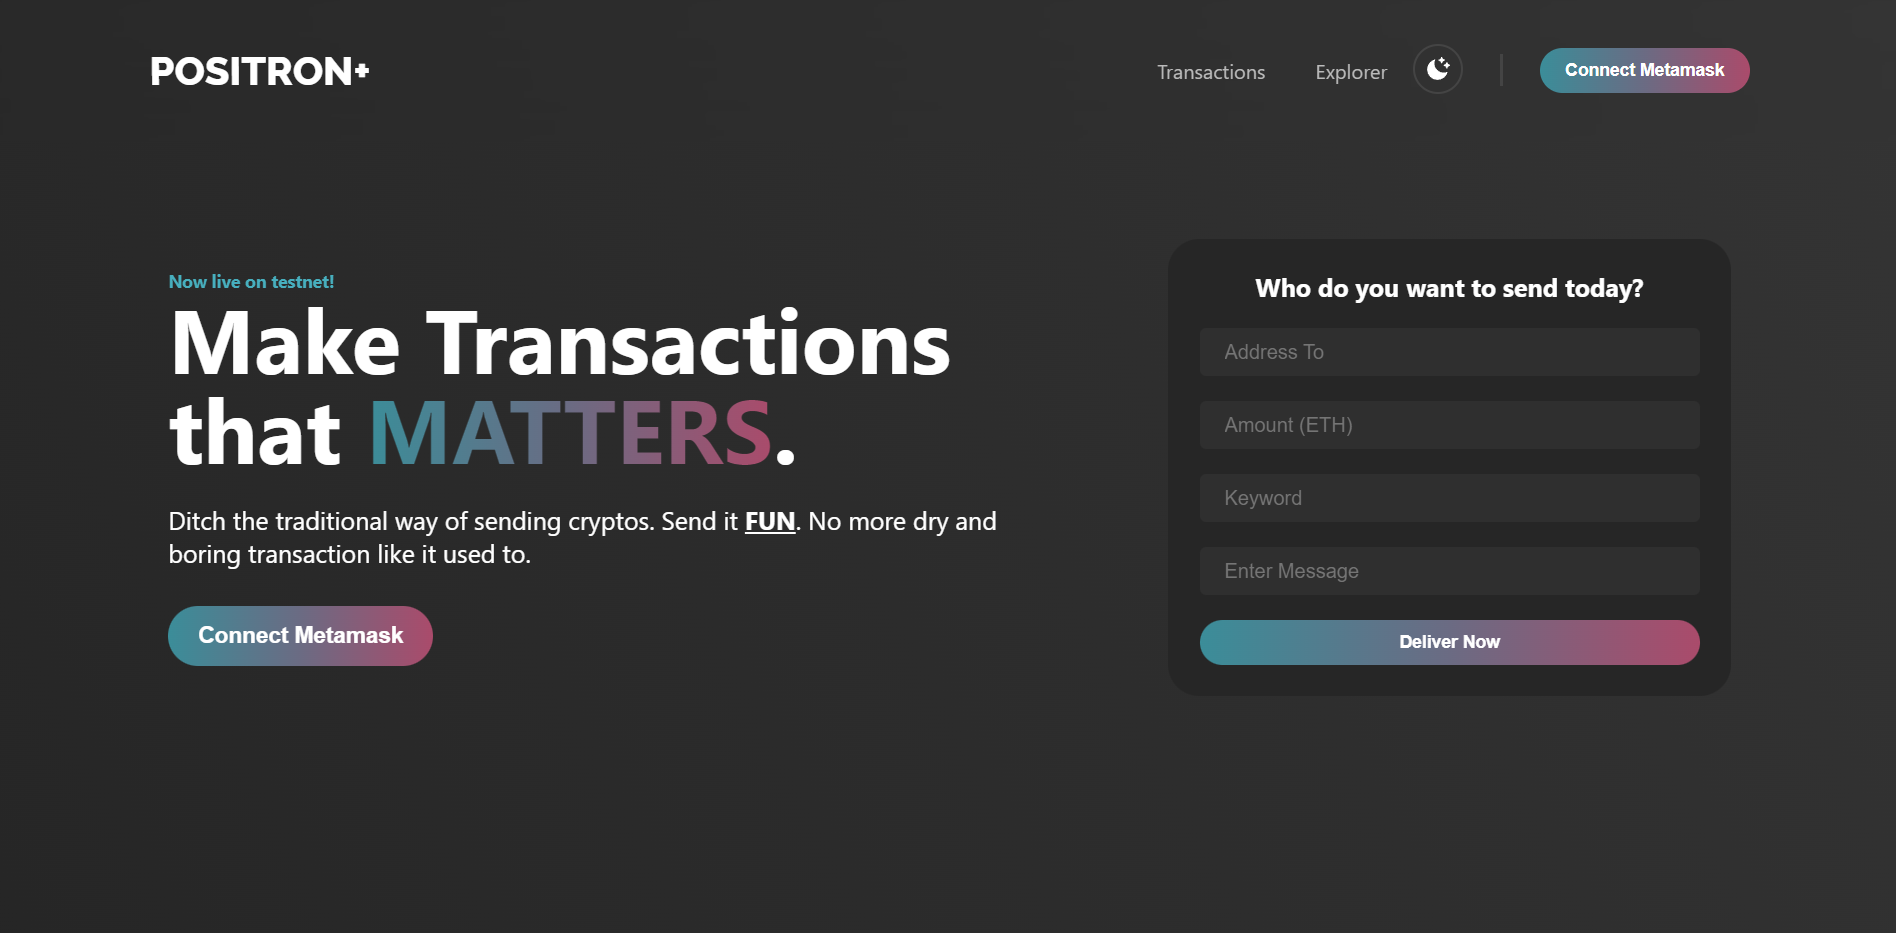 POSITRON+
Transactions
Explorer
Connect Metamask
Now live on testnet!
Make Transactions
that MATTERS.
Ditch the traditional way of sending cryptos. Send it FUN. No more dry and
boring transaction like it used to.
Connect Metamask
Who do you want to send today?
Address To
Amount (ETH)
Keyword
Enter Message
Deliver Now